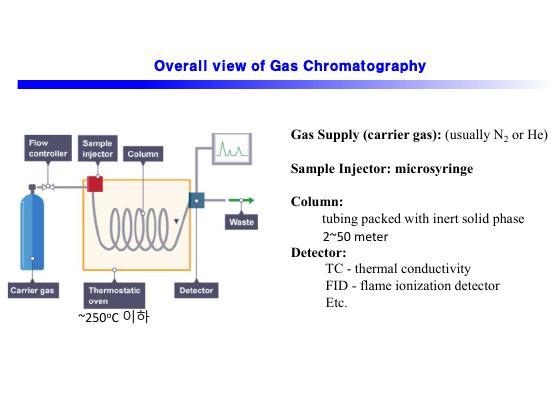 Overall view of Gas Chromatography
Flow
controller
Sample
injector
Column
Waste
Carrier gas
Thermostatic
oven
Detector
~250ºC 이하
Gas Supply (carrier gas): (usually N₂ or He)
Sample Injector: microsyringe
Column:
tubing packed with inert solid phase
2~50 meter
Detector:
TC - thermal conductivity
FID - flame ionization detector
Etc.